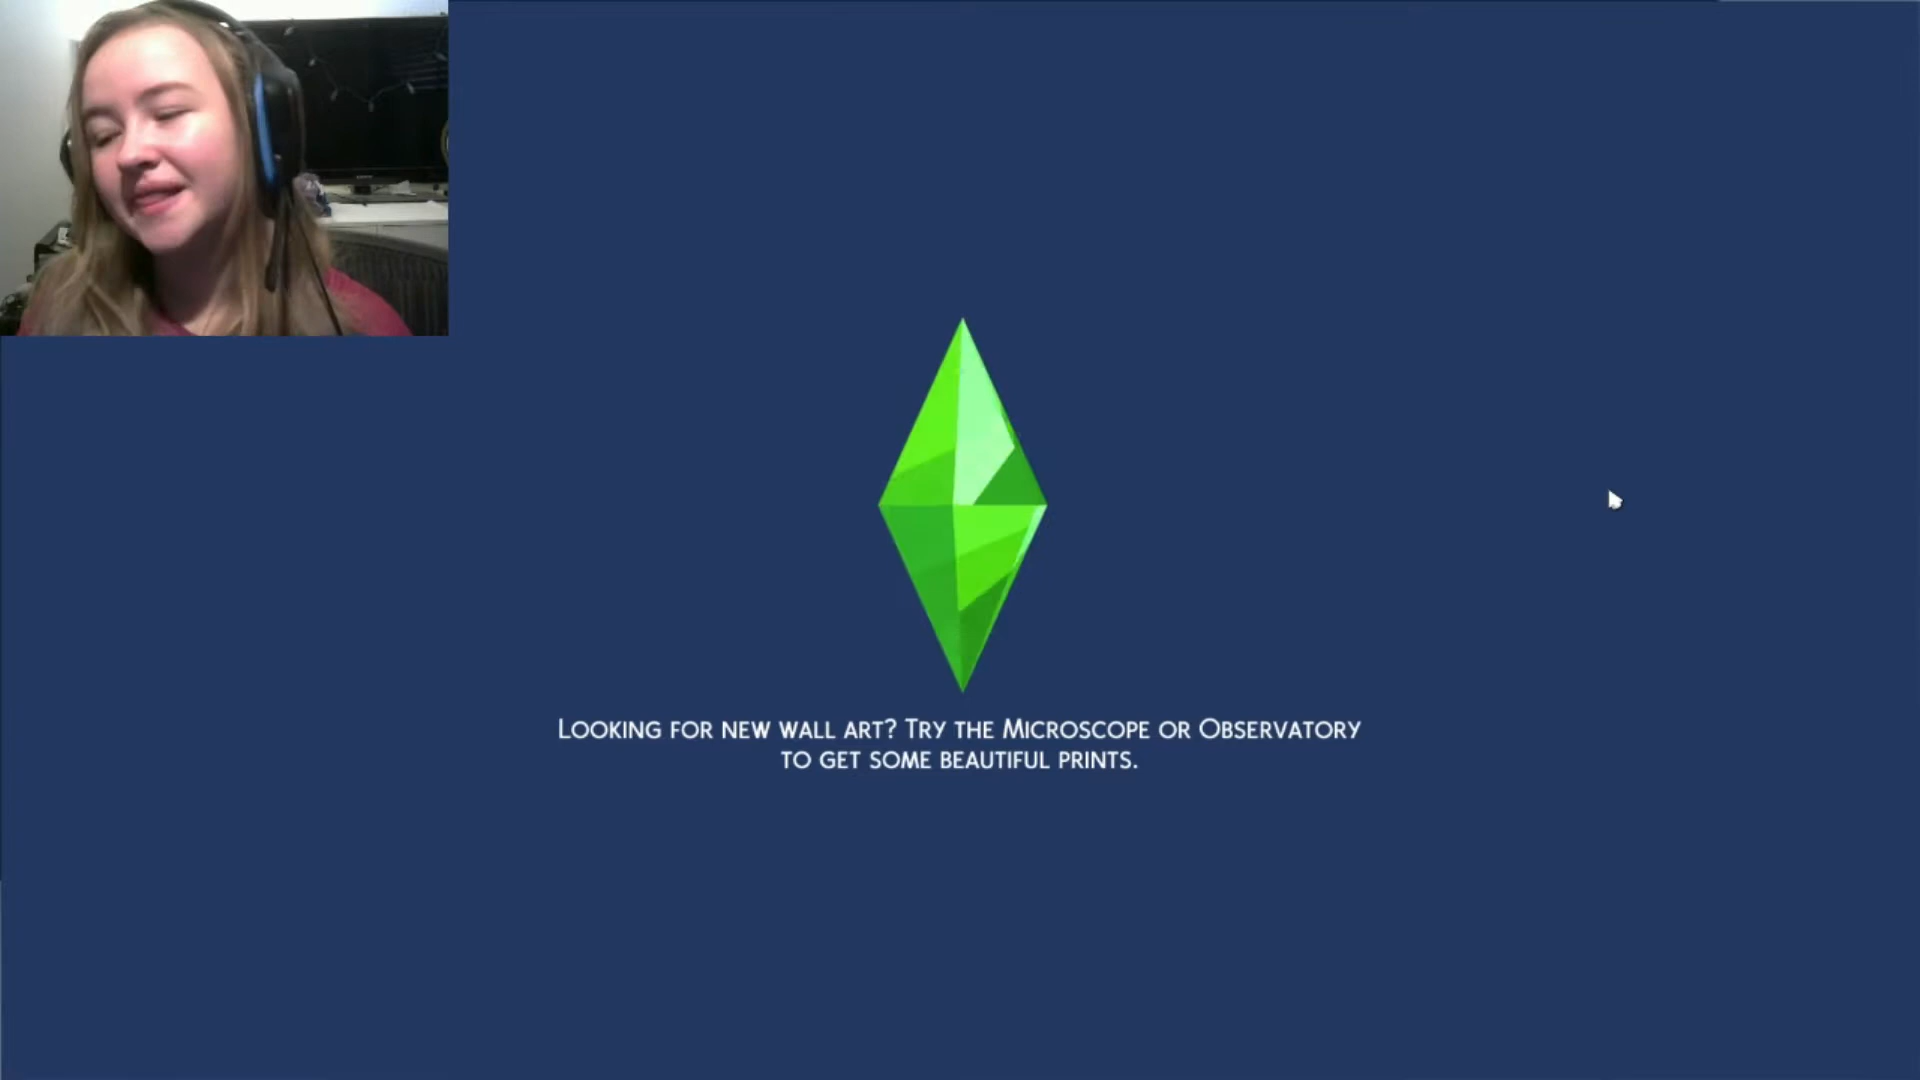 Looking for new wall art? Try the Microscope or Observatory
to get some beautiful prints.